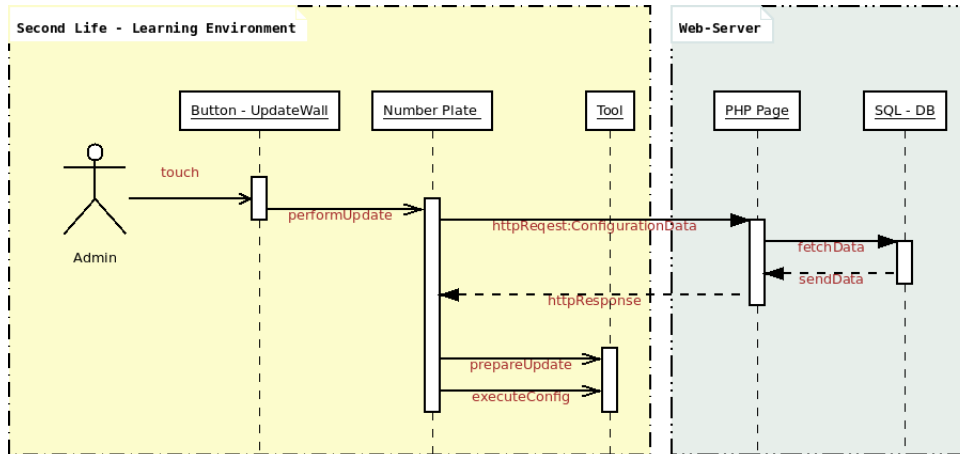 Second Life - Learning Environment
Web-Server
Button - UpdateWall
Number Plate
Tool
PHP Page
SQL - DB
touch
performUpdate
httpReqest:ConfigurationData
fetchData
Admin
sendData
httpResponse
prepareUpdate
executeConfig